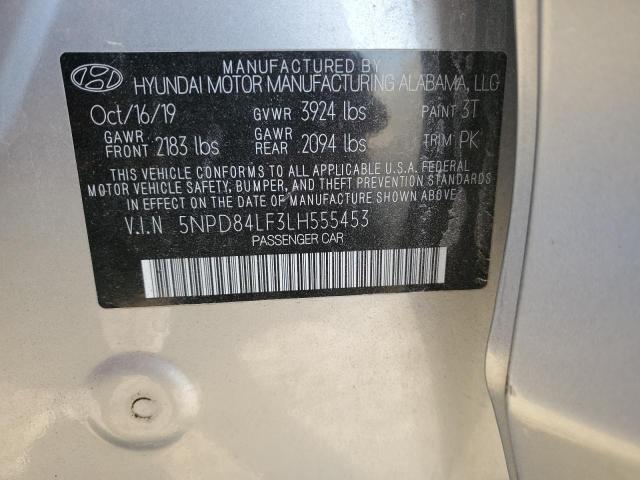 MANUFACTURED BY
HYUNDAI MOTOR MANUFACTURING ALABAMA, LLC
Oct/16/19 GVWR 3924 lbs PAINT 3T
GAWR FRONT 2183 lbs GAWR REAR 2094 lbs TRIM PK
THIS VEHICLE CONFORMS TO ALL APPLICABLE U.S.A. FEDERAL
MOTOR VEHICLE SAFETY, BUMPER, AND THEFT PREVENTION STANDARDS
IN EFFECT ON THE DATE OF MANUFACTURE SHOWN ABOVE.
V.I.N 5NPD84LF3LH555453
PASSENGER CAR